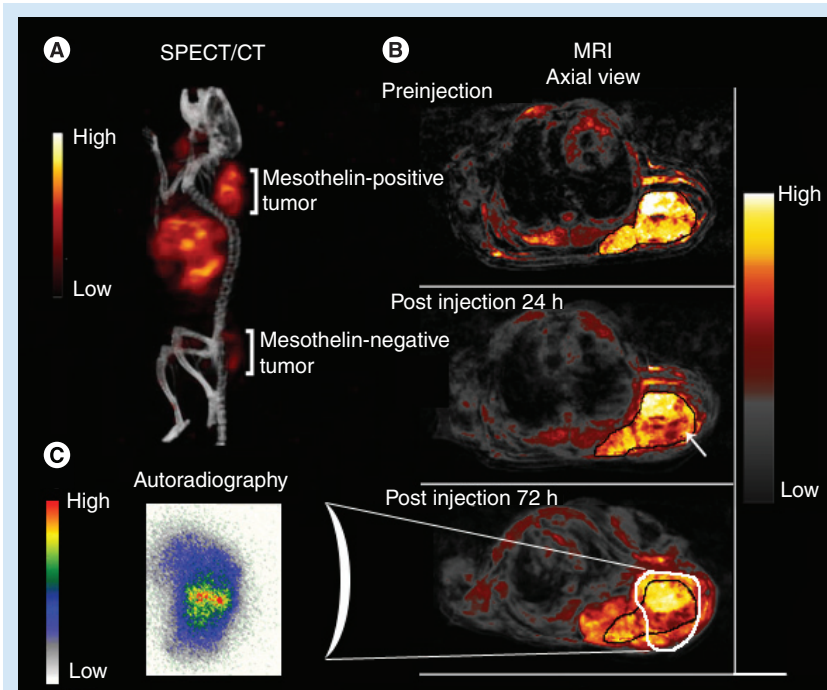 A
SPECT/CT
High
Low
Mesothelin-positive
tumor
Mesothelin-negative
tumor
B
MRI
Axial view
Preinjection
Post injection 24 h
Post injection 72 h
High
Low
C
Autoradiography
High
Low